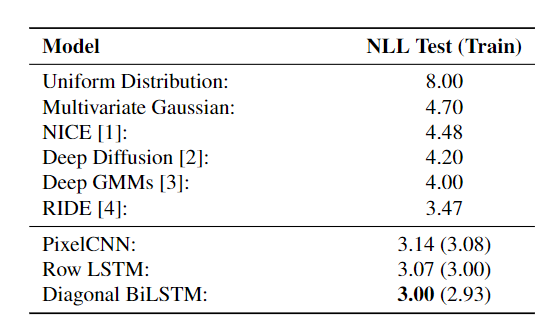 Model NLL Test (Train)
Uniform Distribution: 8.00
Multivariate Gaussian: 4.70
NICE [1]: 4.48
Deep Diffusion [2]: 4.20
Deep GMMs [3]: 4.00
RIDE [4]: 3.47
PixelCNN: 3.14 (3.08)
Row LSTM: 3.07 (3.00)
Diagonal BiLSTM: 3.00 (2.93)